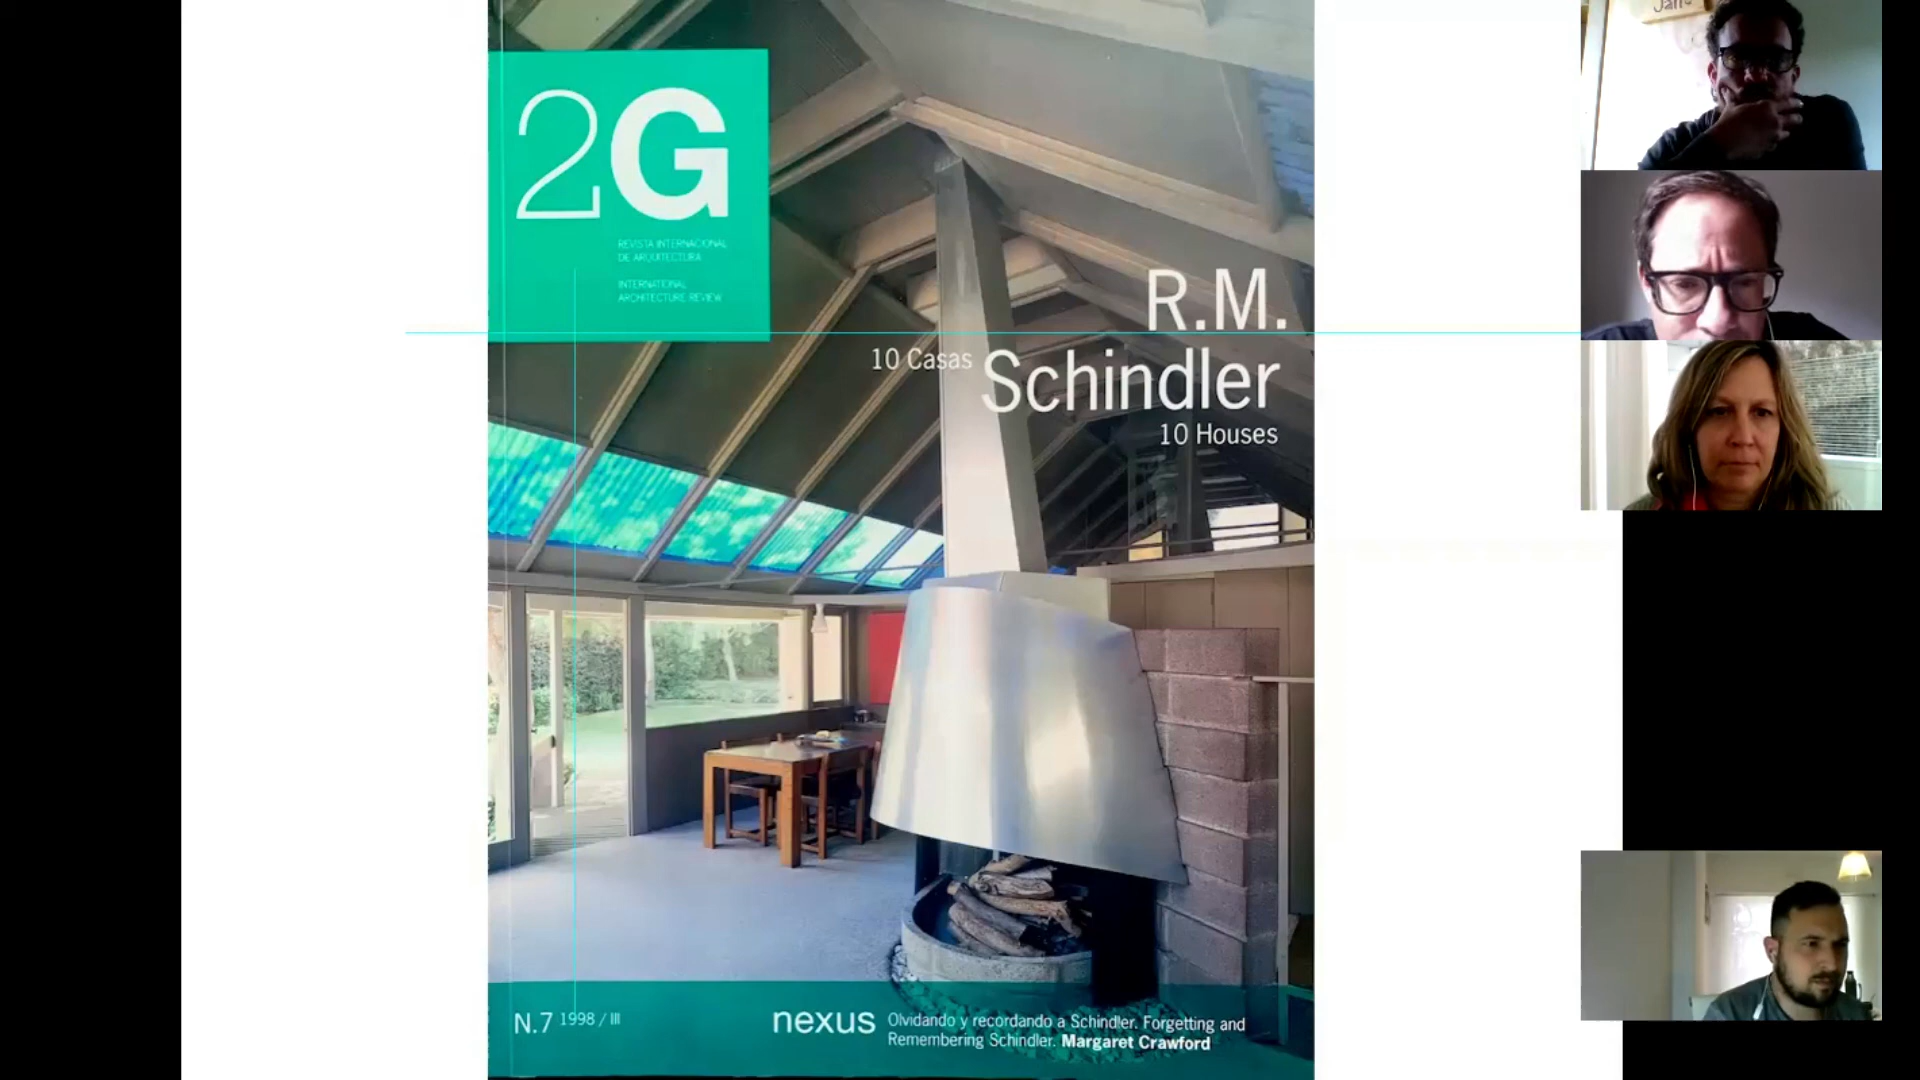 2G
REVISTA INTERNACIONAL
DE ARQUITECTURA
INTERNATIONAL
ARCHITECTURE REVIEW
R.M.
10 Casas Schindler
10 Houses
N.7 1998 / III
nexus Olvidando y recordando a Schindler. Forgetting and
Remembering Schindler. Margaret Crawford